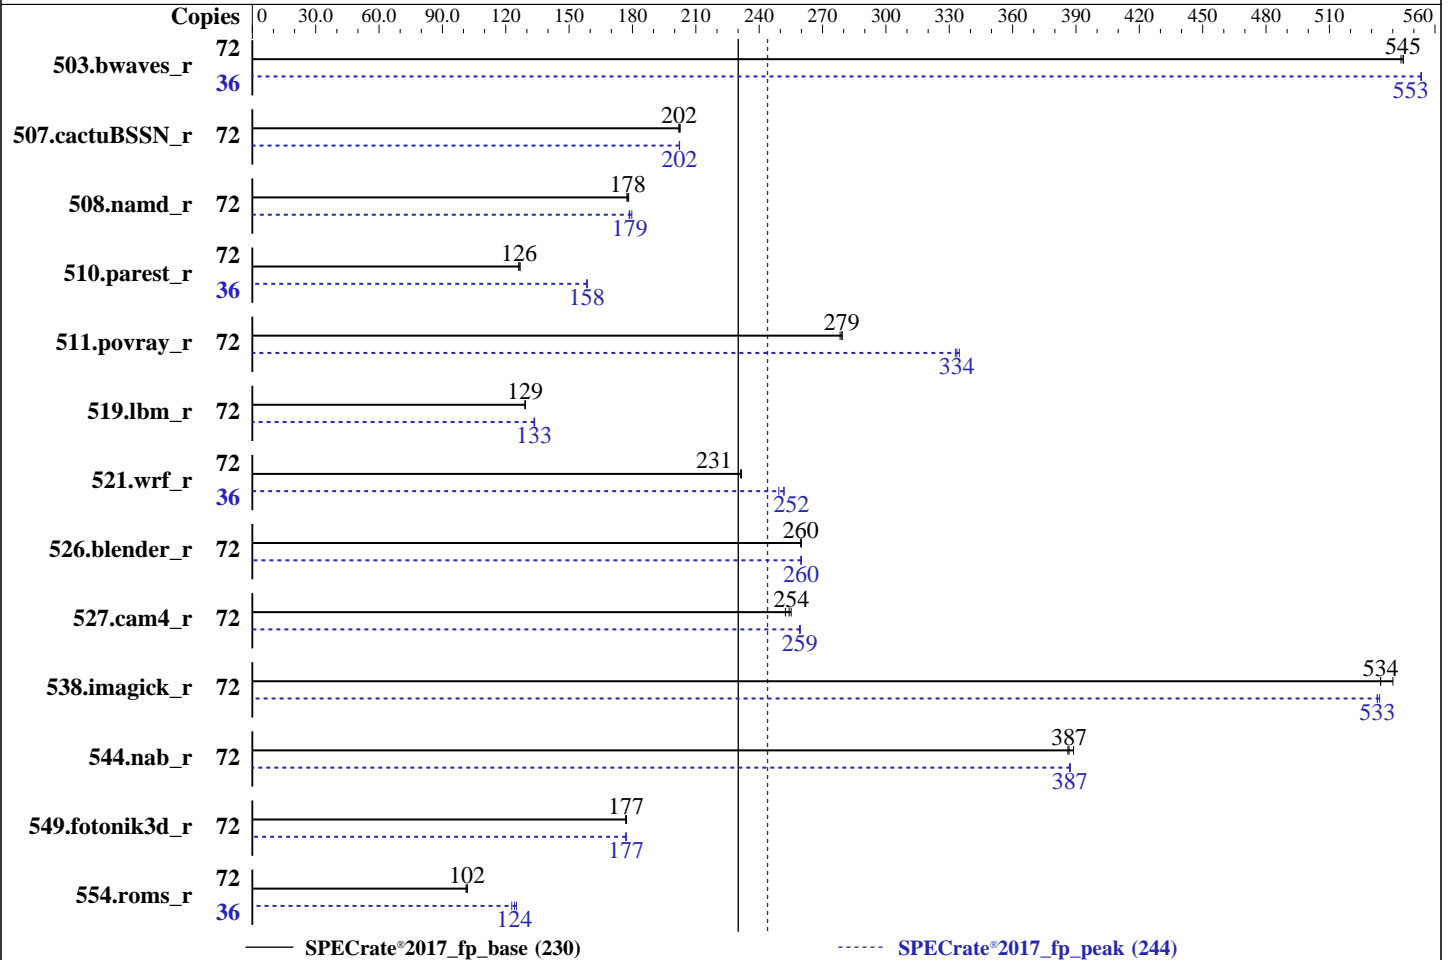 Copies 0 30.0 60.0 90.0 120 150 180 210 240 270 300 330 360 390 420 450 480 510 560
503.bwaves_r 72 545
36 553
507.cactuBSSN_r 72 202
202
508.namd_r 72 178
179
510.parest_r 72 126
36 158
511.povray_r 72 279
334
519.lbm_r 72 129
133
521.wrf_r 72 231
36 252
526.blender_r 72 260
260
527.cam4_r 72 254
259
538.imagick_r 72 534
533
544.nab_r 72 387
387
549.fotonik3d_r 72 177
177
554.roms_r 72 102
36 124
SPECrate®2017_fp_base (230) SPECrate®2017_fp_peak (244)